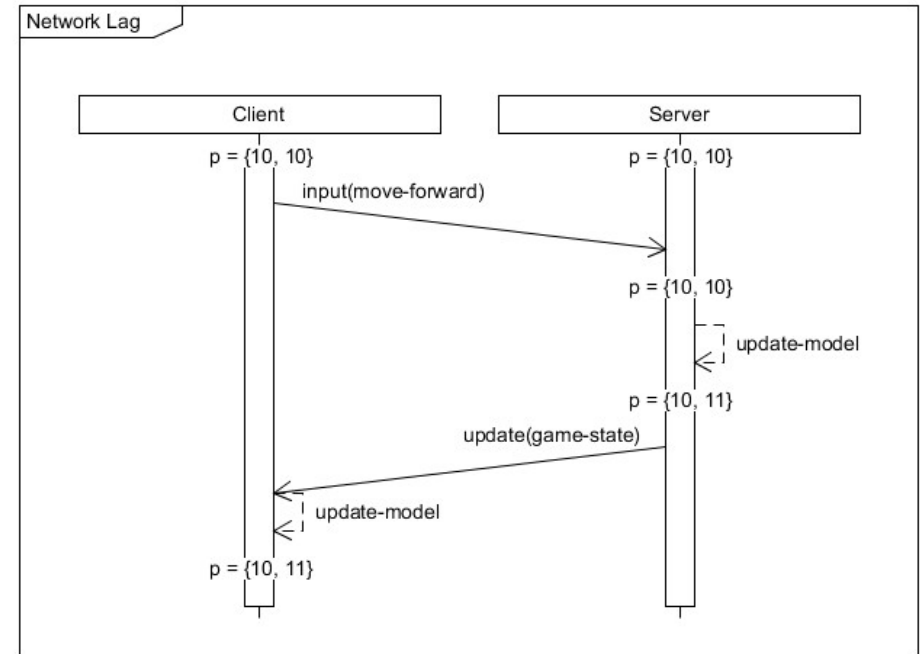 Network Lag
Client
Server
p = {10, 10}
p = {10, 10}
input(move-forward)
p = {10, 10}
update-model
p = {10, 11}
update(game-state)
update-model
p = {10, 11}